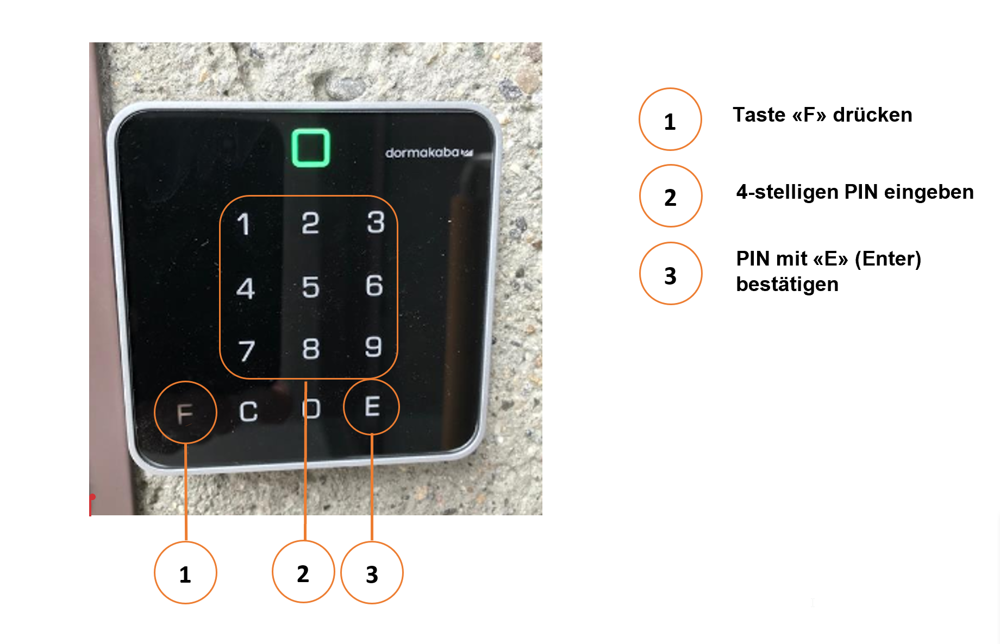 dormakaba
1 2 3
4 5 6
7 8 9
F C 0 E
1 2 3
1 Taste «F» drücken
2 4-stelligen PIN eingeben
3 PIN mit «E» (Enter)
bestätigen